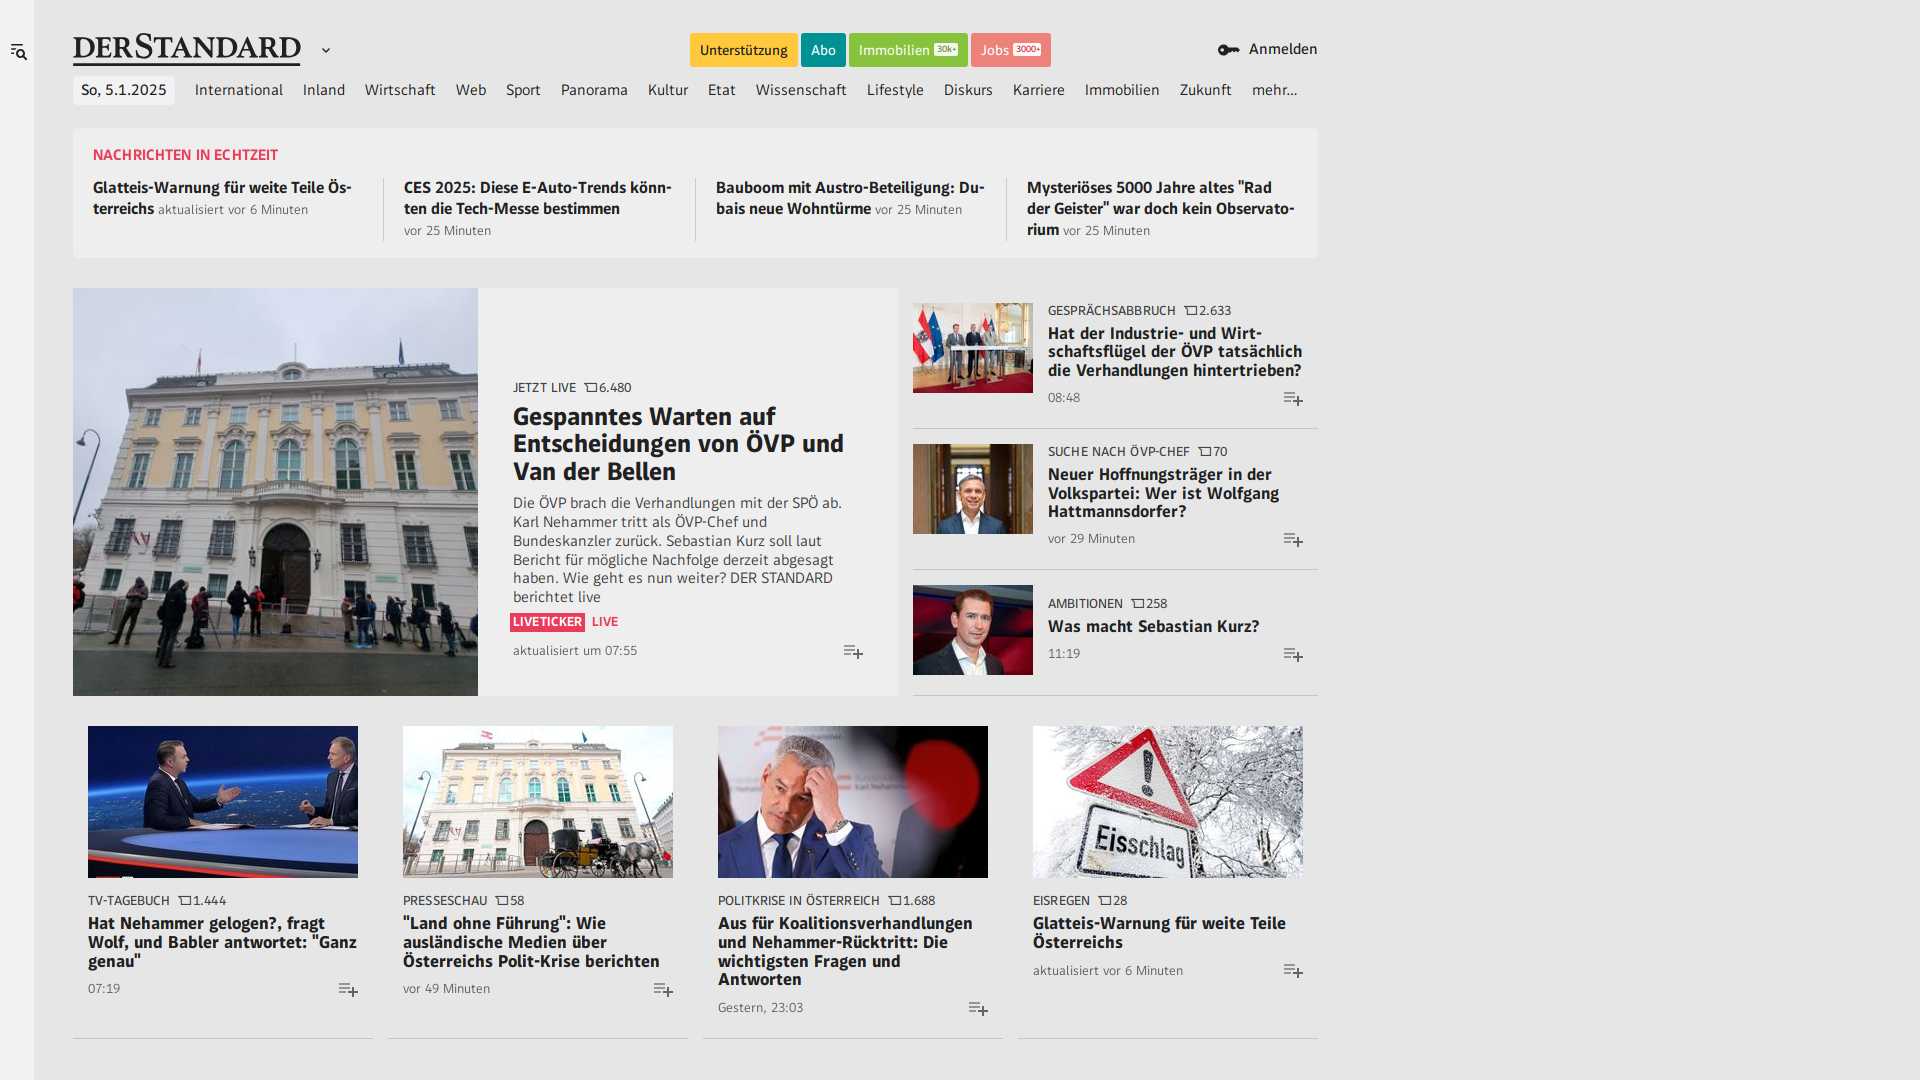 DERSTANDARD
Unterstützung
Abo
Immobilien 30k+
Jobs 3000+
Anmelden
So, 5.1.2025
International
Inland
Wirtschaft
Web
Sport
Panorama
Kultur
Etat
Wissenschaft
Lifestyle
Diskurs
Karriere
Immobilien
Zukunft
mehr...
NACHRICHTEN IN ECHTZEIT
Glatteis-Warnung für weite Teile Ös-
terreichs aktualisiert vor 6 Minuten
CES 2025: Diese E-Auto-Trends könn-
ten die Tech-Messe bestimmen
vor 25 Minuten
Bauboom mit Austro-Beteiligung: Du-
bais neue Wohntürme vor 25 Minuten
Mysteriöses 5000 Jahre altes "Rad
der Geister" war doch kein Observato-
rium vor 25 Minuten
JETZT LIVE 6.480
Gespanntes Warten auf
Entscheidungen von ÖVP und
Van der Bellen
Die ÖVP brach die Verhandlungen mit der SPÖ ab.
Karl Nehammer tritt als ÖVP-Chef und
Bundeskanzler zurück. Sebastian Kurz soll laut
Bericht für mögliche Nachfolge derzeit abgesagt
haben. Wie geht es nun weiter? DER STANDARD
berichtet live
LIVETICKER LIVE
aktualisiert um 07:55
GESPRÄCHSABBRUCH 2.633
Hat der Industrie- und Wirt-
schaftsflügel der ÖVP tatsächlich
die Verhandlungen hintertrieben?
08:48
SUCHE NACH ÖVP-CHEF 70
Neuer Hoffnungsträger in der
Volkspartei: Wer ist Wolfgang
Hattmannsdorfer?
vor 29 Minuten
AMBITIONEN 258
Was macht Sebastian Kurz?
11:19
TV-TAGEBUCH 1.444
Hat Nehammer gelogen?, fragt
Wolf, und Babler antwortet: "Ganz
genau"
07:19
PRESSESCHAU 58
"Land ohne Führung": Wie
ausländische Medien über
Österreichs Polit-Krise berichten
vor 49 Minuten
POLITKRISE IN ÖSTERREICH 1.688
Aus für Koalitionsverhandlungen
und Nehammer-Rücktritt: Die
wichtigsten Fragen und
Antworten
Gestern, 23:03
Eisschlag
EISREGEN 28
Glatteis-Warnung für weite Teile
Österreichs
aktualisiert vor 6 Minuten